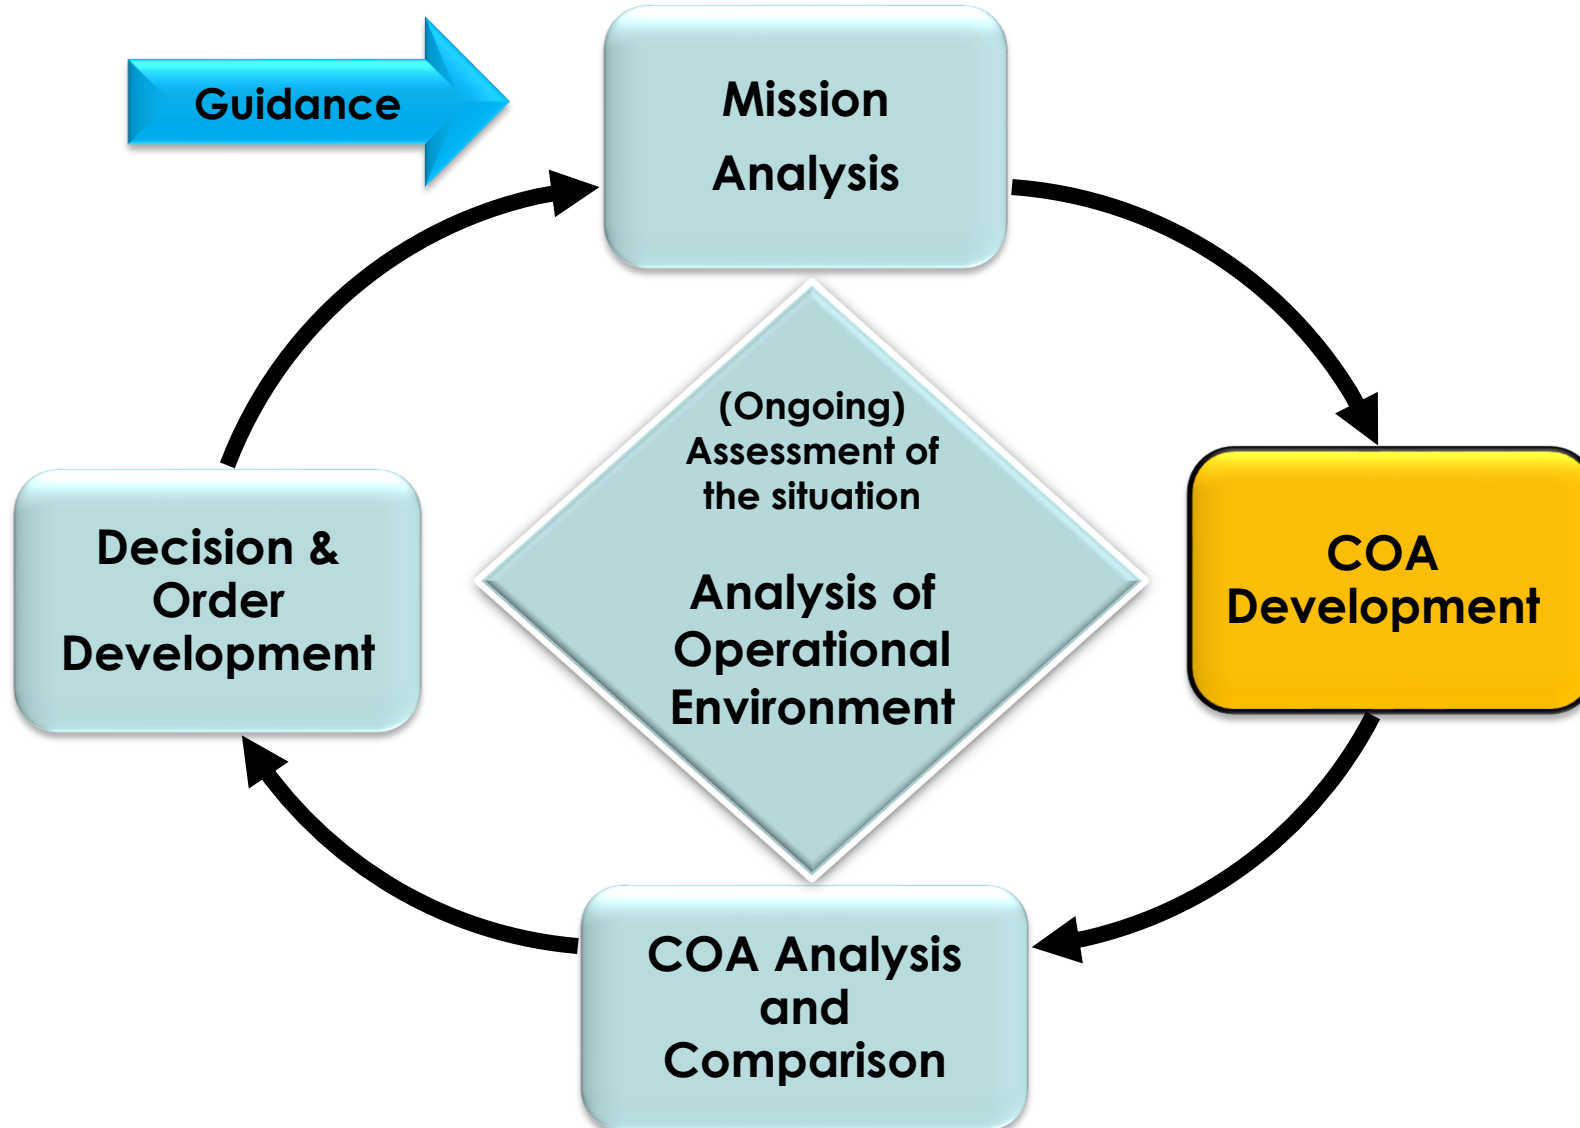 Guidance
Mission
Analysis
(Ongoing)
Assessment of
the situation
Analysis of
Operational
Environment
Decision &
Order
Development
COA
Development
COA Analysis
and
Comparison